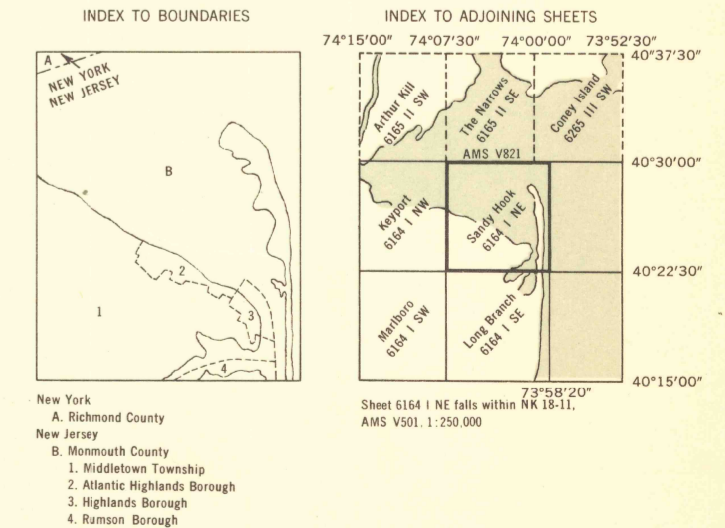 INDEX TO BOUNDARIES
A
NEW YORK
NEW JERSEY
B
2
1
3
4
New York
A. Richmond County
New Jersey
B. Monmouth County
1. Middletown Township
2. Atlantic Highlands Borough
3. Highlands Borough
4. Rumson Borough
INDEX TO ADJOINING SHEETS
74°15'00" 74°07'30" 74°00'00" 73°52'30"
40°37'30"
Arthur Kill
6165 II SW
The Narrows
6165 II SE
Coney Island
6265 III SW
AMS V821
40°30'00"
Keyport
6164 I NW
Sandy Hook
6164 I NE
40°22'30"
Marlboro
6164 I SW
Long Branch
6164 I SE
40°15'00"
73°58'20"
Sheet 6164 I NE falls within NK 18-11,
AMS V501. 1:250,000